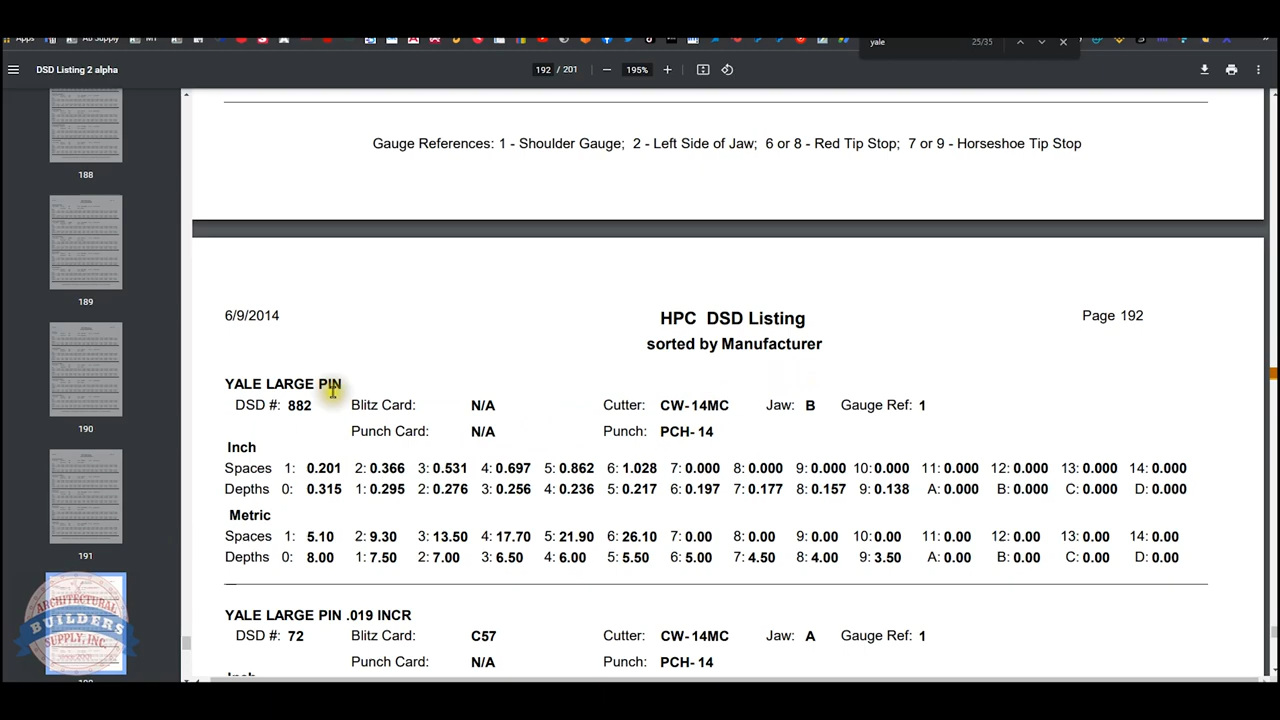 Apps
AB Supply
yale
25/35
DSD Listing 2 alpha
192 / 201
195%
188
189
190
191
Gauge References: 1 - Shoulder Gauge; 2 - Left Side of Jaw; 6 or 8 - Red Tip Stop; 7 or 9 - Horseshoe Tip Stop
6/9/2014 HPC DSD Listing Page 192
sorted by Manufacturer
YALE LARGE PIN
DSD #: 882 Blitz Card: N/A Cutter: CW-14MC Jaw: B Gauge Ref: 1
Punch Card: N/A Punch: PCH-14
Inch
Spaces 1: 0.201 2: 0.366 3: 0.531 4: 0.697 5: 0.862 6: 1.028 7: 0.000 8: 0.000 9: 0.000 10: 0.000 11: 0.000 12: 0.000 13: 0.000 14: 0.000
Depths 0: 0.315 1: 0.295 2: 0.276 3: 0.256 4: 0.236 5: 0.217 6: 0.197 7: 0.177 8: 0.157 9: 0.138 A: 0.000 B: 0.000 C: 0.000 D: 0.000
Metric
Spaces 1: 5.10 2: 9.30 3: 13.50 4: 17.70 5: 21.90 6: 26.10 7: 0.00 8: 0.00 9: 0.00 10: 0.00 11: 0.00 12: 0.00 13: 0.00 14: 0.00
Depths 0: 8.00 1: 7.50 2: 7.00 3: 6.50 4: 6.00 5: 5.50 6: 5.00 7: 4.50 8: 4.00 9: 3.50 A: 0.00 B: 0.00 C: 0.00 D: 0.00
YALE LARGE PIN .019 INCR
DSD #: 72 Blitz Card: C57 Cutter: CW-14MC Jaw: A Gauge Ref: 1
Punch Card: N/A Punch: PCH-14
ARCHITECTURAL
BUILDERS
SUPPLY, INC.